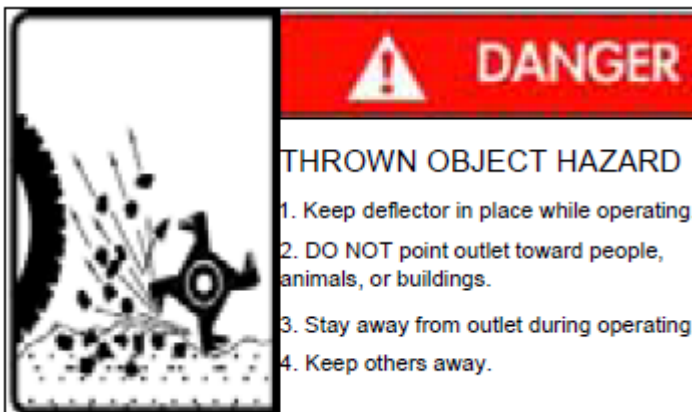 DANGER
THROWN OBJECT HAZARD
1. Keep deflector in place while operating
2. DO NOT point outlet toward people,
animals, or buildings.
3. Stay away from outlet during operating
4. Keep others away.